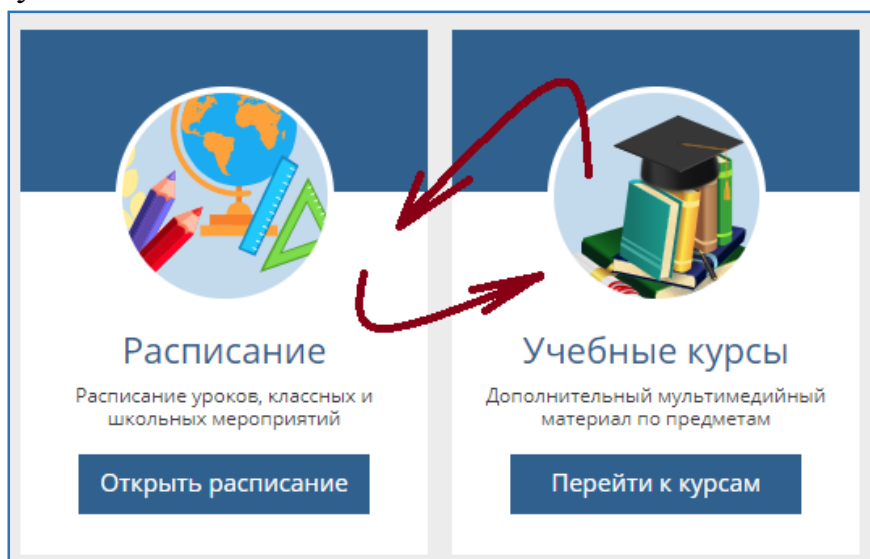 Расписание
Расписание уроков, классных и
школьных мероприятий
Открыть расписание
Учебные курсы
Дополнительный мультимедийный
материал по предметам
Перейти к курсам